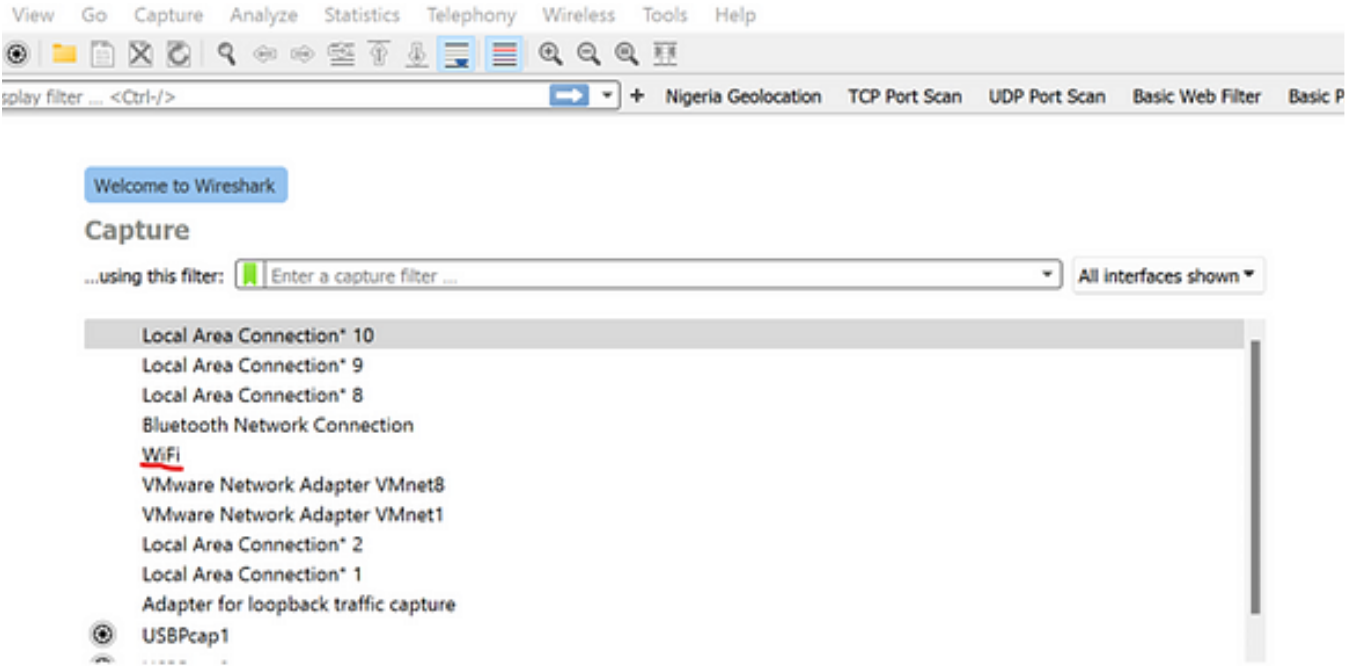 View Go Capture Analyze Statistics Telephony Wireless Tools Help
splay filter ... <Ctrl-/> + Nigeria Geolocation TCP Port Scan UDP Port Scan Basic Web Filter Basic P
Welcome to Wireshark
Capture
...using this filter: Enter a capture filter ... All interfaces shown
Local Area Connection* 10
Local Area Connection* 9
Local Area Connection* 8
Bluetooth Network Connection
WiFi
VMware Network Adapter VMnet8
VMware Network Adapter VMnet1
Local Area Connection* 2
Local Area Connection* 1
Adapter for loopback traffic capture
USBPcap1